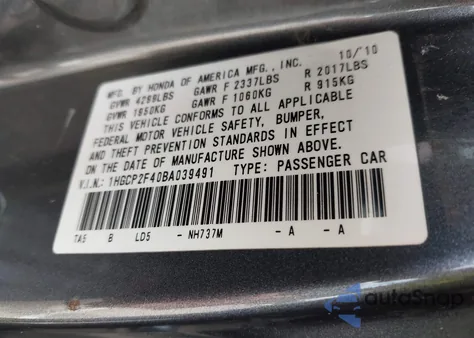 MFG. BY HONDA OF AMERICA MFG., INC. 10/10
GVWR 4299LBS GAWR F 2337LBS R 2017LBS
GVWR 1950KG GAWR F 1060KG R 915KG
THIS VEHICLE CONFORMS TO ALL APPLICABLE
FEDERAL MOTOR VEHICLE SAFETY, BUMPER,
AND THEFT PREVENTION STANDARDS IN EFFECT
ON THE DATE OF MANUFACTURE SHOWN ABOVE.
V.I.N.: 1HGCP2F40BA039491 TYPE: PASSENGER CAR
TA5 B LD5 - NH737M - A - A
autoSnap